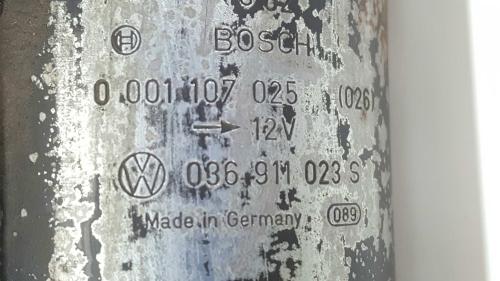 BOSCH
0 001 107 025 (026)
12V
036 911 023 S
Made in Germany 089